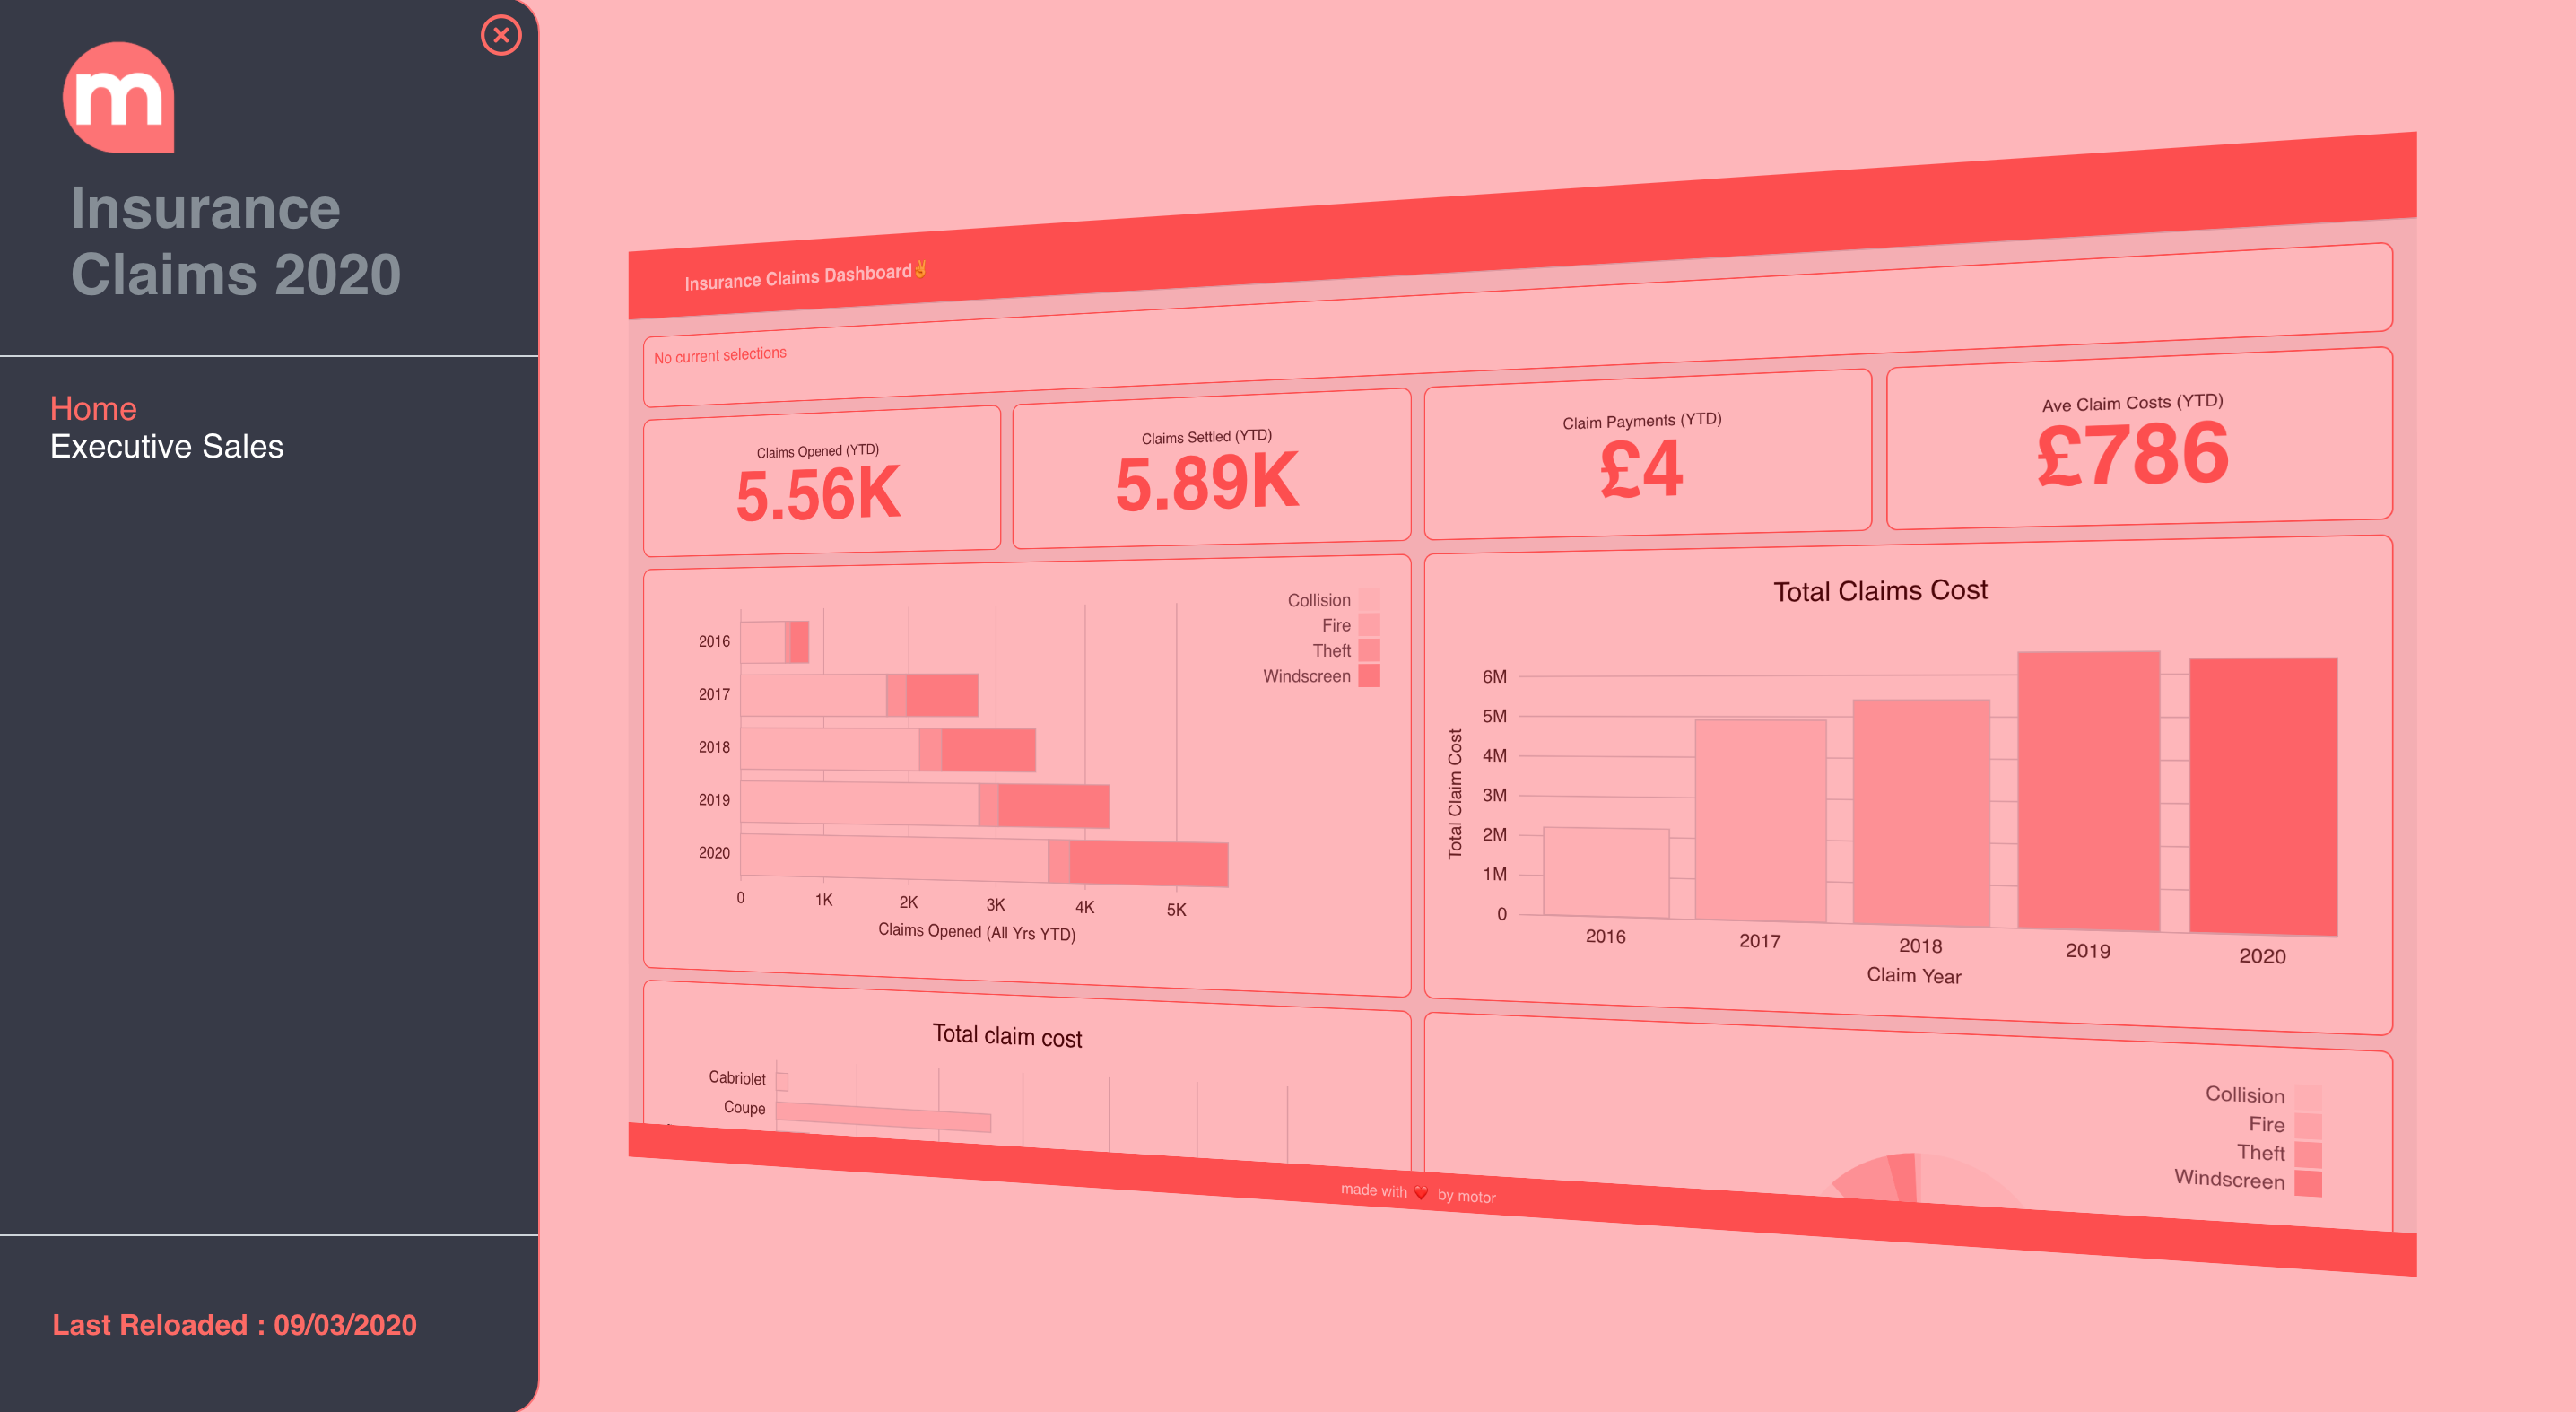 m
Insurance
Claims 2020
Home
Executive Sales
Last Reloaded : 09/03/2020
Insurance Claims Dashboard✌️
No current selections
Claims Opened (YTD)
5.56K
Claims Settled (YTD)
5.89K
Claim Payments (YTD)
£4
Ave Claim Costs (YTD)
£786
Collision
Fire
Theft
Windscreen
2016
2017
2018
2019
2020
0 1K 2K 3K 4K 5K
Claims Opened (All Yrs YTD)
Total Claims Cost
Total Claim Cost
6M
5M
4M
3M
2M
1M
0
2016 2017 2018 2019 2020
Claim Year
Total claim cost
Cabriolet
Coupe
Collision
Fire
Theft
Windscreen
made with ❤️ by motor